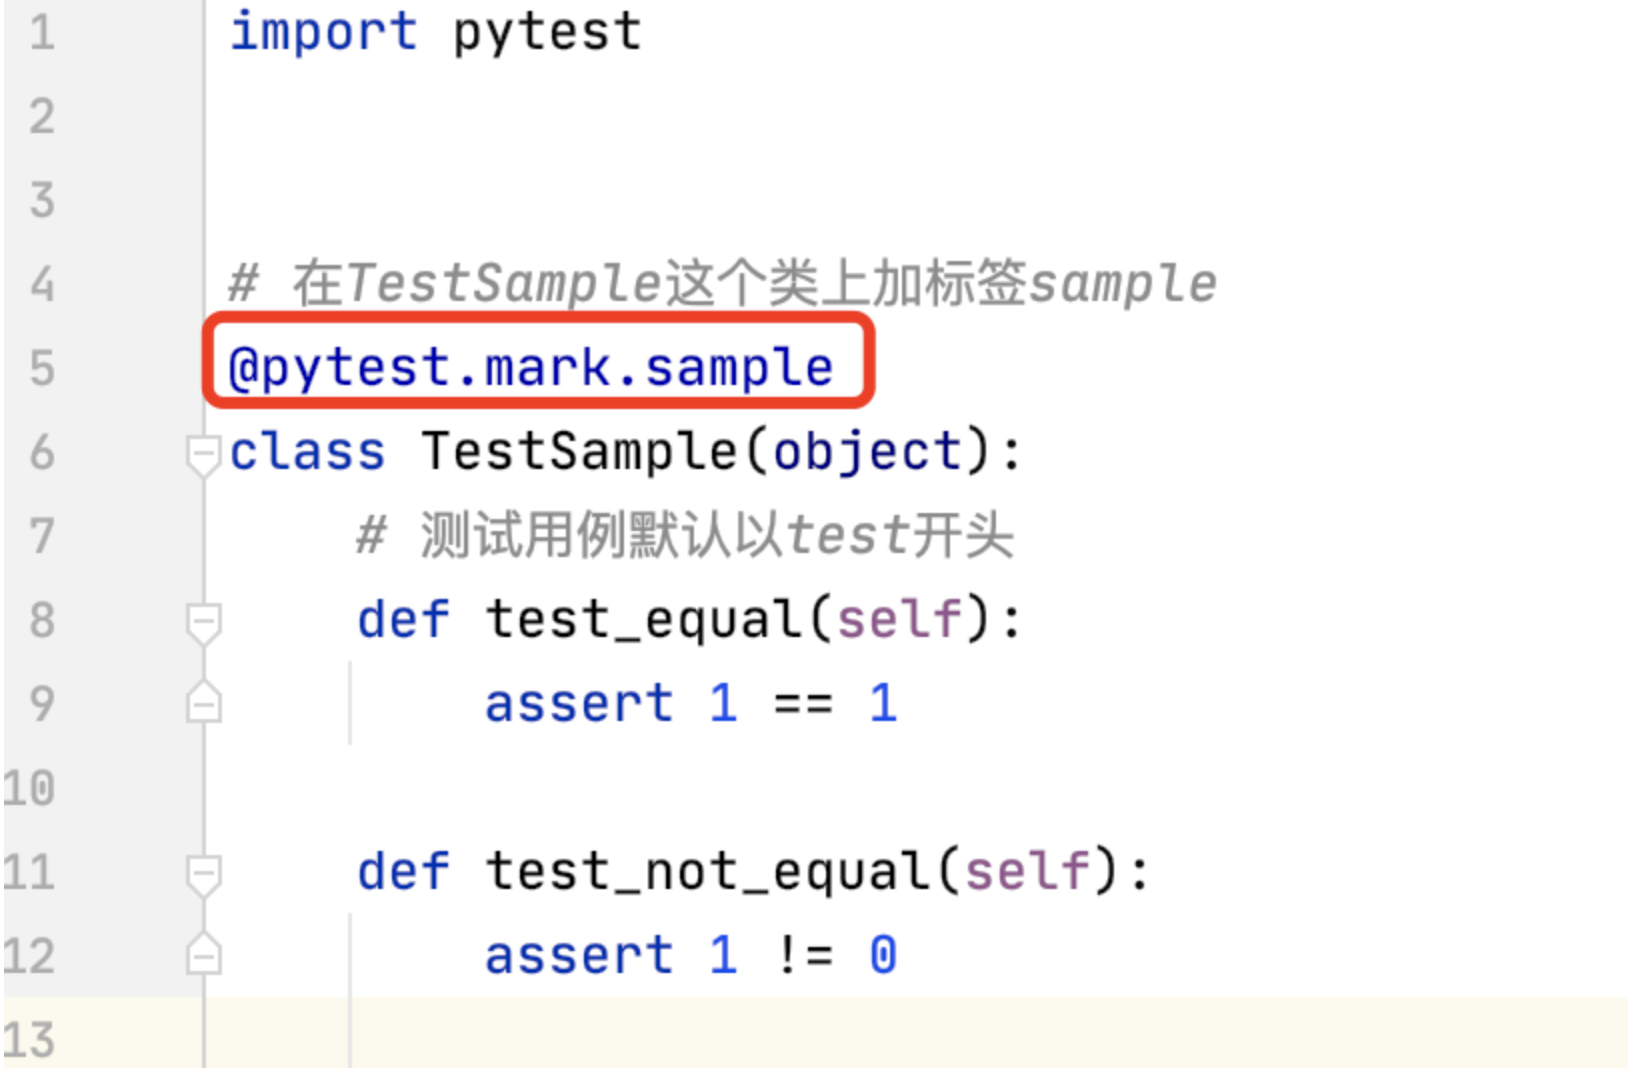 1 import pytest
2
3
4 # 在TestSample这个类上加标签sample
5 @pytest.mark.sample
6 class TestSample(object):
7     # 测试用例默认以test开头
8     def test_equal(self):
9         assert 1 == 1
10
11     def test_not_equal(self):
12         assert 1 != 0
13